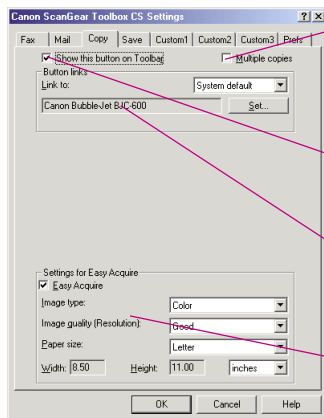 Canon ScanGear Toolbox CS Settings
Fax Mail Copy Save Custom1 Custom2 Custom3 Prefs
Show this button on Toolbar Multiple copies
Button links
Link to: System default
Canon Bubble-Jet BJC-600 Set...
Settings for Easy Acquire
Easy Acquire
Image type: Color
Image quality (Resolution): Good
Paper size: Letter
Width: 8.50 Height: 11.00 inches
OK Cancel Help